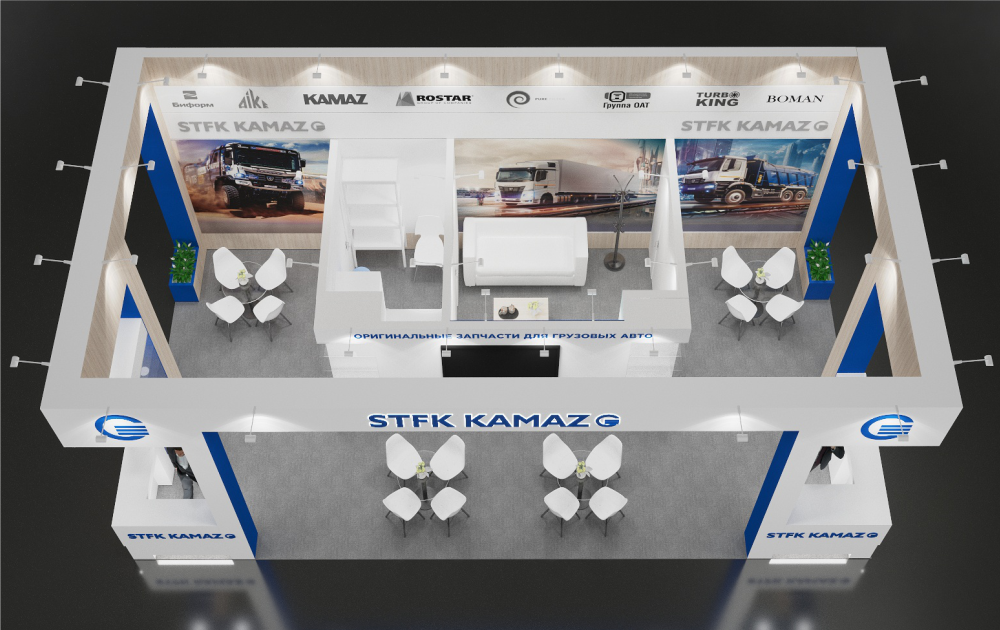 Биформ
KAMAZ
ROSTAR
Группа ОАТ
TURBO KING
BOMAN
STFK KAMAZ
STFK KAMAZ
ОРИГИНАЛЬНЫЕ ЗАПЧАСТИ ДЛЯ ГРУЗОВЫХ АВТО
STFK KAMAZ
STFK KAMAZ
STFK KAMAZ